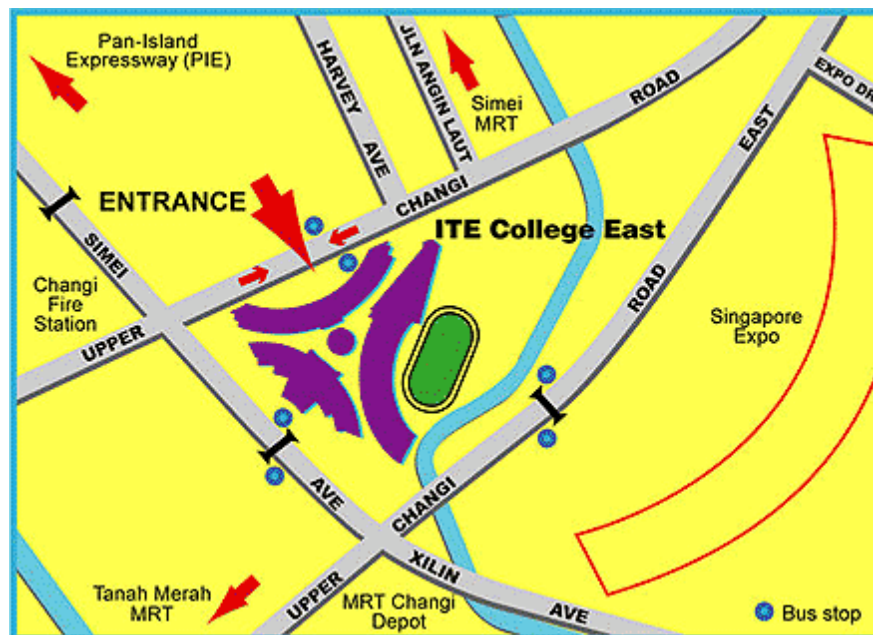 Pan-Island
Expressway (PIE)
HARVEY AVE
JLN ANGIN LAUT
Simei
MRT
UPPER CHANGI ROAD
EXPO DR
ENTRANCE
ITE College East
SIMEI AVE
Changi
Fire
Station
UPPER CHANGI ROAD EAST
Singapore
Expo
XILIN AVE
Tanah Merah
MRT
MRT Changi
Depot
Bus stop